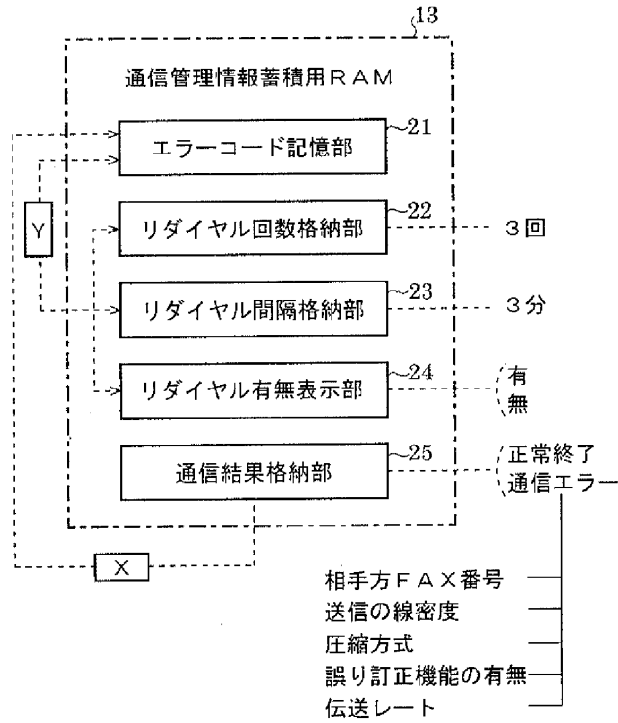 13
通信管理情報蓄積用RAM
21
エラーコード記憶部
22
Y
リダイヤル回数格納部
3回
23
リダイヤル間隔格納部
3分
24
リダイヤル有無表示部
有
無
25
通信結果格納部
正常終了
通信エラー
X
相手方FAX番号
送信の線密度
圧縮方式
誤り訂正機能の有無
伝送レート